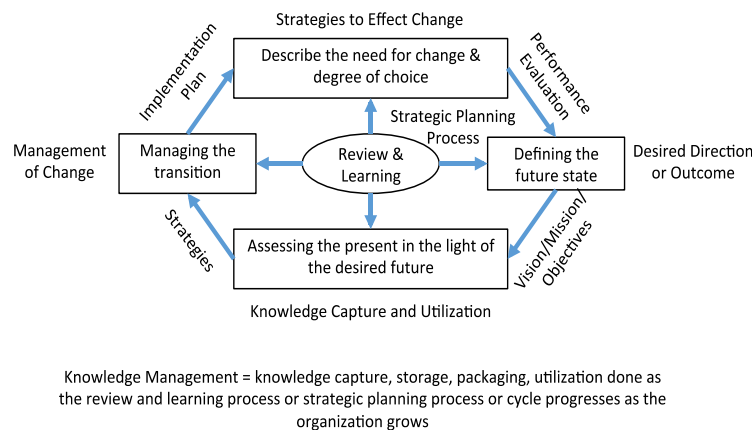 Strategies to Effect Change
Describe the need for change &
degree of choice
Implementation
Plan
Performance
Evaluation
Strategic Planning
Process
Management
of Change
Managing the
transition
Review &
Learning
Defining the
future state
Desired Direction
or Outcome
Strategies
Assessing the present in the light of
the desired future
Vision/Mission/
Objectives
Knowledge Capture and Utilization
Knowledge Management = knowledge capture, storage, packaging, utilization done as
the review and learning process or strategic planning process or cycle progresses as the
organization grows